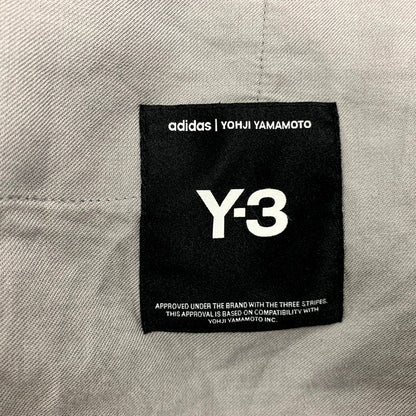 adidas | YOHJI YAMAMOTO
Y-3
APPROVED UNDER THE BRAND WITH THE THREE STRIPES.
THIS APPROVAL IS BASED ON COMPATIBILITY WITH
YOHJI YAMAMOTO INC.